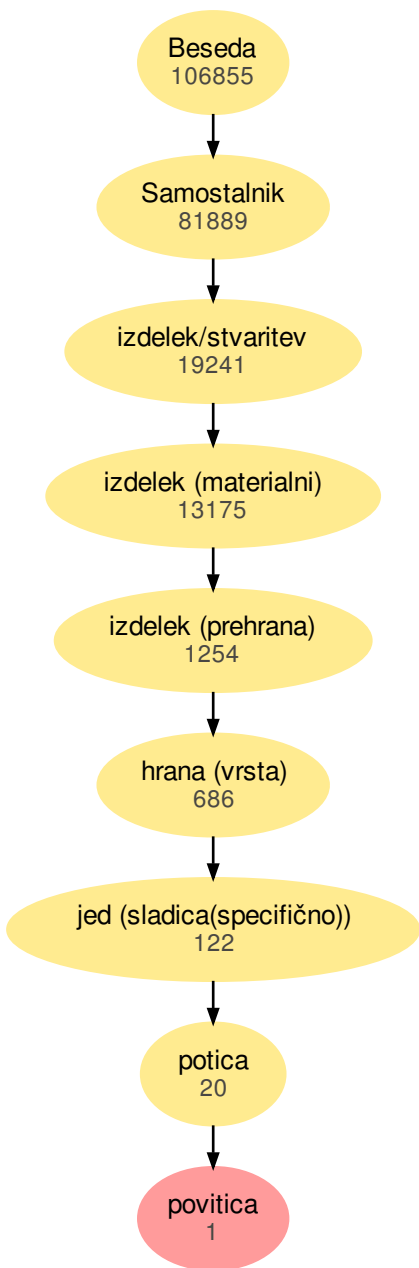 Beseda
106855
Samostalnik
81889
izdelek/stvaritev
19241
izdelek (materialni)
13175
izdelek (prehrana)
1254
hrana (vrsta)
686
jed (sladica(specifično))
122
potica
20
povitica
1